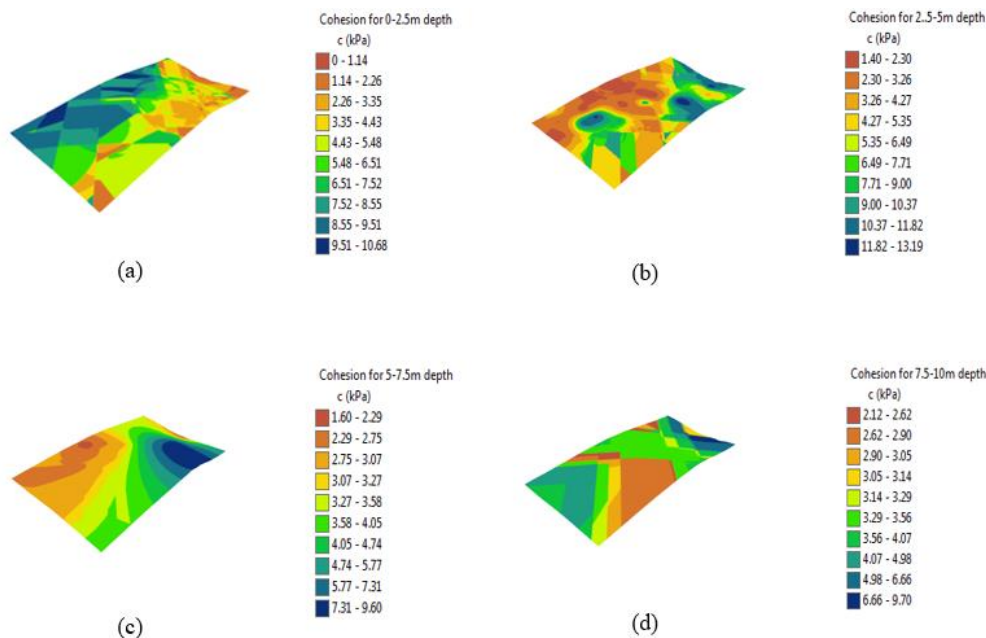 Cohesion for 0-2.5m depth
c (kPa)
0 - 1.14
1.14 - 2.26
2.26 - 3.35
3.35 - 4.43
4.43 - 5.48
5.48 - 6.51
6.51 - 7.52
7.52 - 8.55
8.55 - 9.51
9.51 - 10.68
(a)
Cohesion for 2..5-5m depth
c (kPa)
1.40 - 2.30
2.30 - 3.26
3.26 - 4.27
4.27 - 5.35
5.35 - 6.49
6.49 - 7.71
7.71 - 9.00
9.00 - 10.37
10.37 - 11.82
11.82 - 13.19
(b)
Cohesion for 5-7.5m depth
c (kPa)
1.60 - 2.29
2.29 - 2.75
2.75 - 3.07
3.07 - 3.27
3.27 - 3.58
3.58 - 4.05
4.05 - 4.74
4.74 - 5.77
5.77 - 7.31
7.31 - 9.60
(c)
Cohesion for 7.5-10m depth
c (kPa)
2.12 - 2.62
2.62 - 2.90
2.90 - 3.05
3.05 - 3.14
3.14 - 3.29
3.29 - 3.56
3.56 - 4.07
4.07 - 4.98
4.98 - 6.66
6.66 - 9.70
(d)